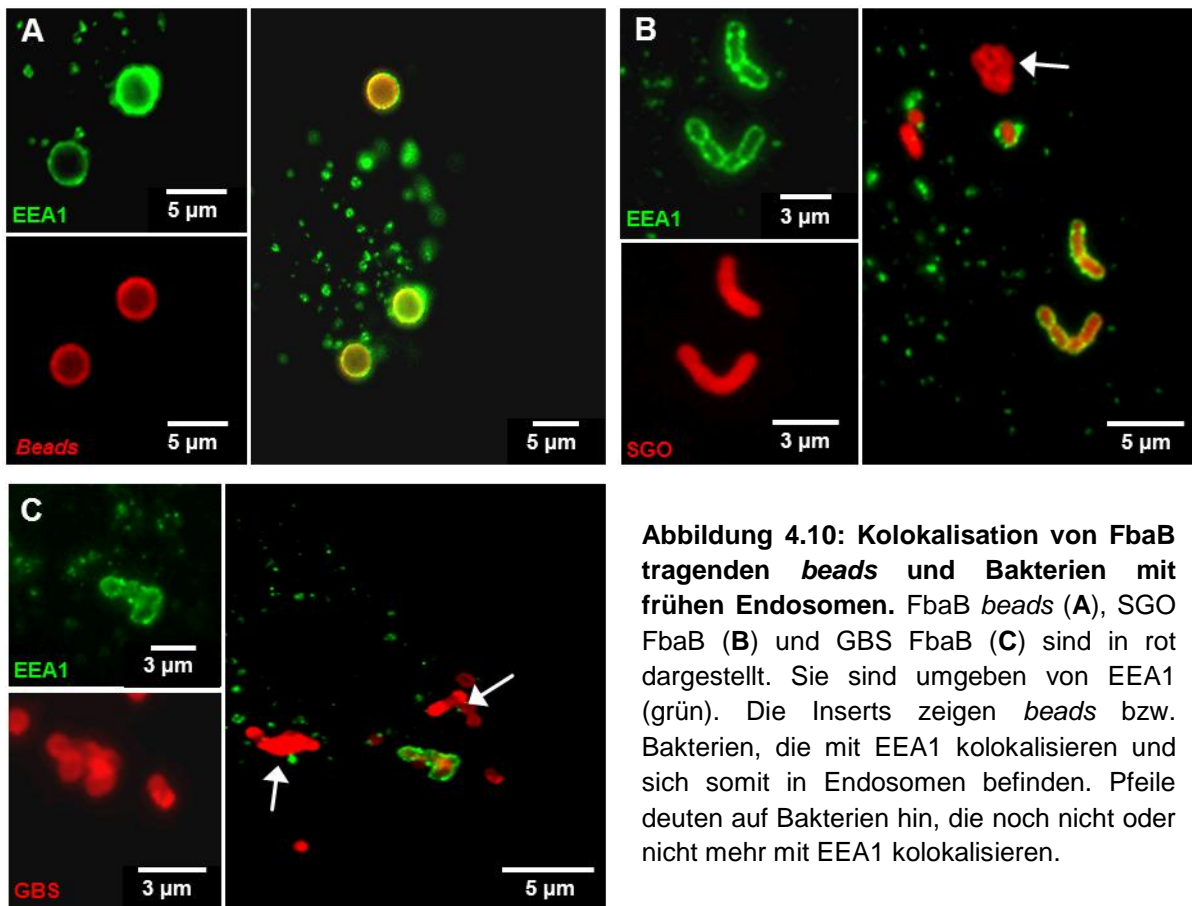 A
EEA1
5 µm
Beads
5 µm
5 µm
B
EEA1
3 µm
SGO
3 µm
5 µm
C
EEA1
3 µm
GBS
3 µm
5 µm
Abbildung 4.10: Kolokalisation von FbaB
tragenden beads und Bakterien mit
frühen Endosomen. FbaB beads (A), SGO
FbaB (B) und GBS FbaB (C) sind in rot
dargestellt. Sie sind umgeben von EEA1
(grün). Die Inserts zeigen beads bzw.
Bakterien, die mit EEA1 kolokalisieren und
sich somit in Endosomen befinden. Pfeile
deuten auf Bakterien hin, die noch nicht oder
nicht mehr mit EEA1 kolokalisieren.